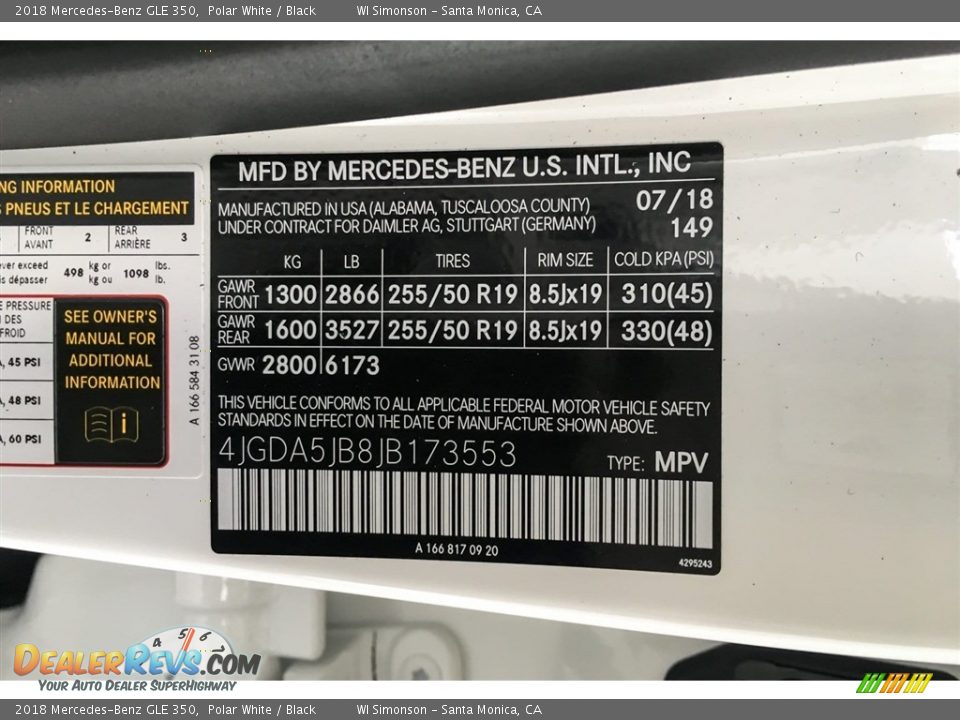 2018 Mercedes-Benz GLE 350, Polar White / Black WI Simonson - Santa Monica, CA
NG INFORMATION
PNEUS ET LE CHARGEMENT
FRONT
AVANT 2 REAR
ARRIÈRE 3
ever exceed
dépasser 498 kg or
kg ou 1098 lbs.
lb.
PRESSURE
DES
FROID
45 PSI
48 PSI
60 PSI
SEE OWNER'S
MANUAL FOR
ADDITIONAL
INFORMATION
i
A 166 584 31 08
MFD BY MERCEDES-BENZ U.S. INTL., INC
MANUFACTURED IN USA (ALABAMA, TUSCALOOSA COUNTY) 07/18
UNDER CONTRACT FOR DAIMLER AG, STUTTGART (GERMANY) 149
KG LB TIRES RIM SIZE COLD KPA (PSI)
GAWR
FRONT 1300 2866 255/50 R19 8.5Jx19 310(45)
GAWR
REAR 1600 3527 255/50 R19 8.5Jx19 330(48)
GVWR 2800 6173
THIS VEHICLE CONFORMS TO ALL APPLICABLE FEDERAL MOTOR VEHICLE SAFETY
STANDARDS IN EFFECT ON THE DATE OF MANUFACTURE SHOWN ABOVE.
4JGDA5JB8JB173553 TYPE: MPV
A 166 817 09 20
4295243
4 5 6
DEALERREVS.COM
YOUR AUTO DEALER SUPERHIGHWAY
2018 Mercedes-Benz GLE 350, Polar White / Black WI Simonson - Santa Monica, CA